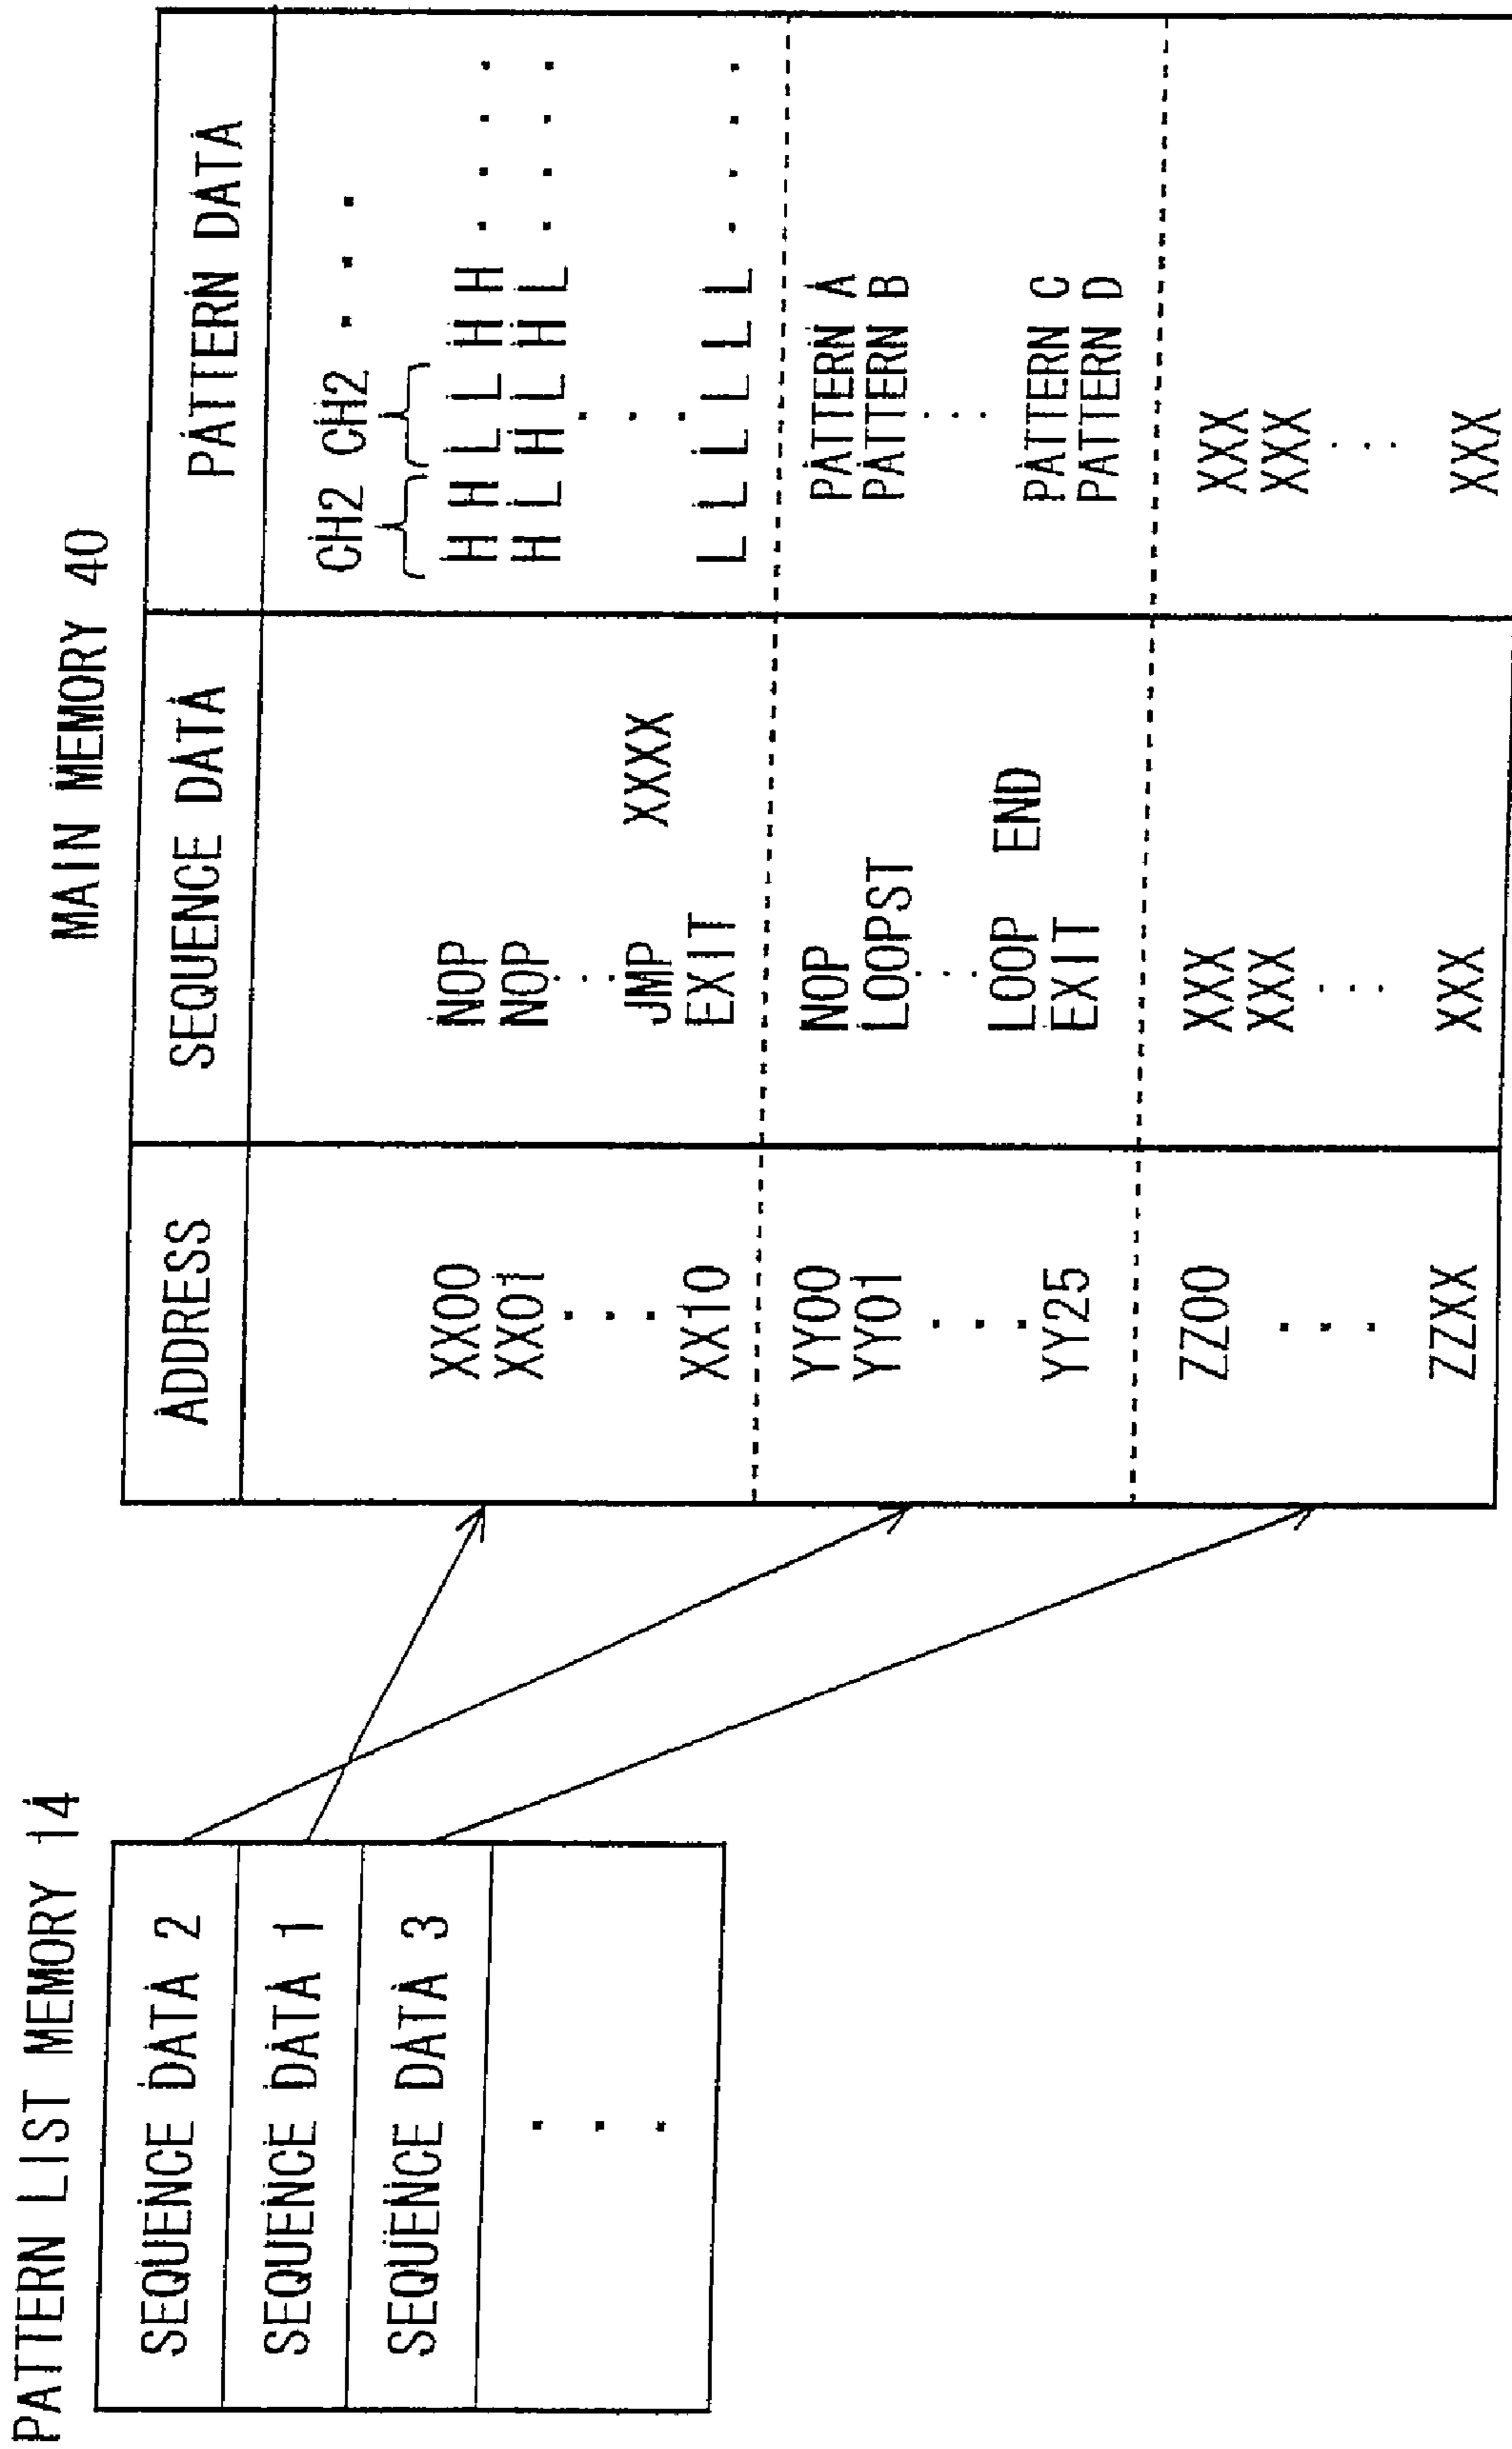 PATTERN LIST MEMORY 14
SEQUENCE DATA 2
SEQUENCE DATA 1
SEQUENCE DATA 3
. . .
MAIN MEMORY 40
ADDRESS SEQUENCE DATA PATTERN DATA
CH2 CH2 . . .
XX00 NOP H H L L H H . . . .
XX01 NOP H L H L H L . . . .
. . . . . . . . .
JMP XXXX
XX10 EXIT L L L L L L . . . .
YY00 NOP PATTERN A
YY01 LOOPST PATTERN B
. . . . . . . . .
LOOP END PATTERN C
YY25 EXIT PATTERN D
ZZ00 XXX XXX
XXX XXX
. . . . . . . . .
ZZXX XXX XXX